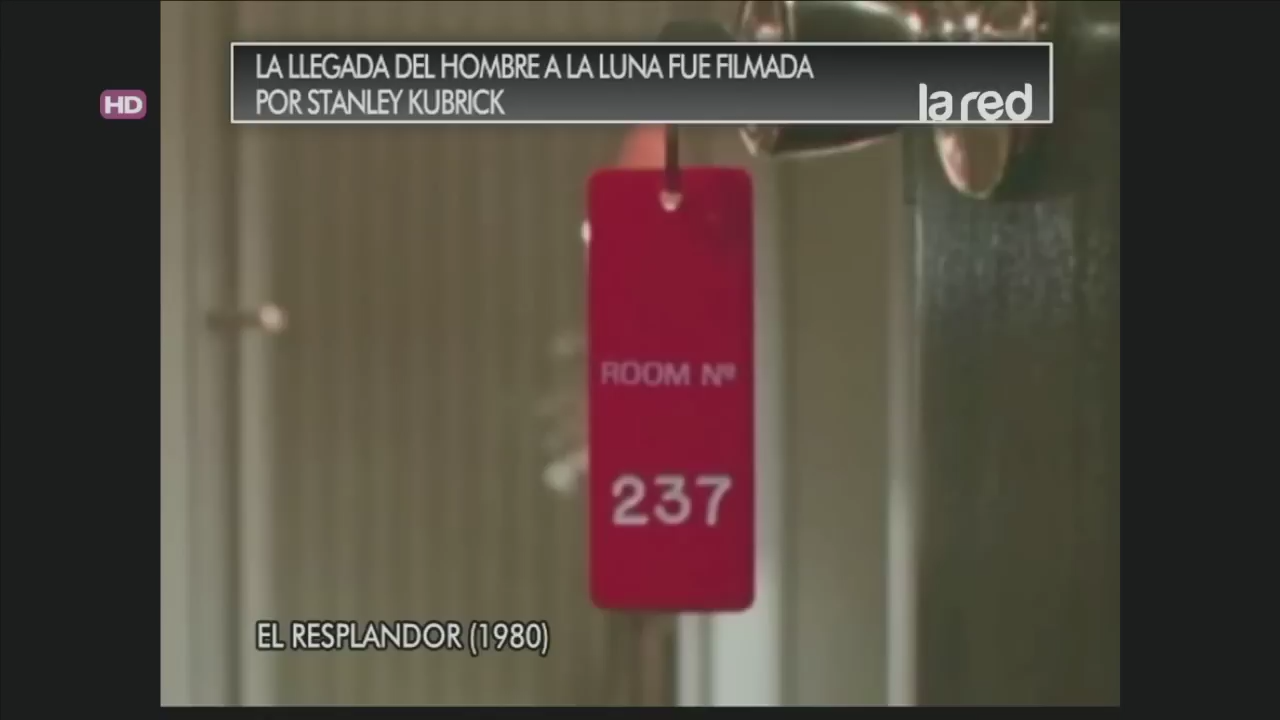 LA LLEGADA DEL HOMBRE A LA LUNA FUE FILMADA
POR STANLEY KUBRICK
la red
HD
ROOM Nº
237
EL RESPLANDOR (1980)